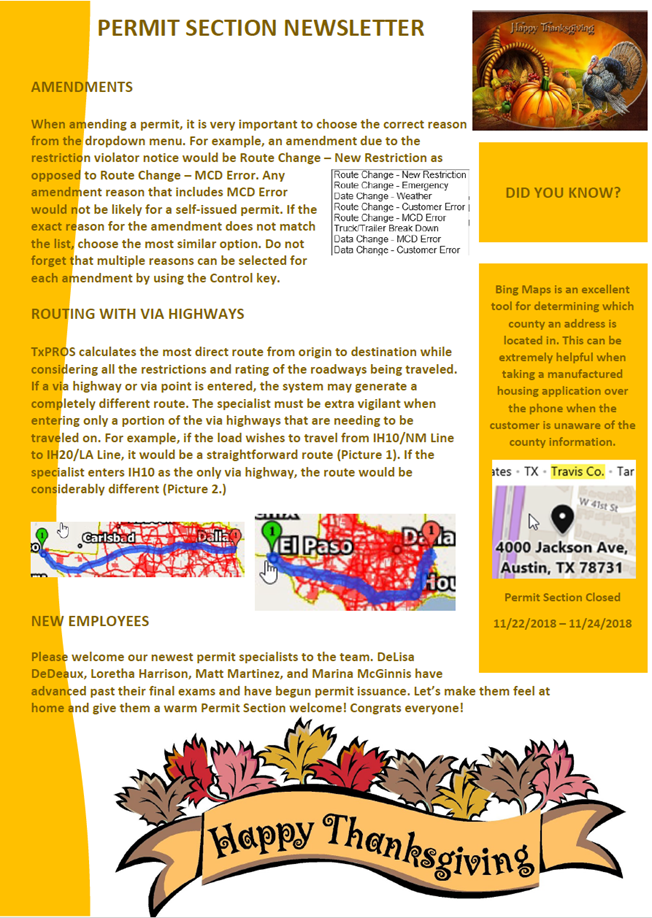 PERMIT SECTION NEWSLETTER
Happy Thanksgiving
AMENDMENTS
When amending a permit, it is very important to choose the correct reason
from the dropdown menu. For example, an amendment due to the
restriction violator notice would be Route Change – New Restriction as
opposed to Route Change – MCD Error. Any
amendment reason that includes MCD Error
would not be likely for a self-issued permit. If the
exact reason for the amendment does not match
the list, choose the most similar option. Do not
forget that multiple reasons can be selected for
each amendment by using the Control key.
Route Change - New Restriction
Route Change - Emergency
Date Change - Weather
Route Change - Customer Error
Route Change - MCD Error
Truck/Trailer Break Down
Data Change - MCD Error
Data Change - Customer Error
ROUTING WITH VIA HIGHWAYS
TxPROS calculates the most direct route from origin to destination while
considering all the restrictions and rating of the roadways being traveled.
If a via highway or via point is entered, the system may generate a
completely different route. The specialist must be extra vigilant when
entering only a portion of the via highways that are needing to be
traveled on. For example, if the load wishes to travel from IH10/NM Line
to IH20/LA Line, it would be a straightforward route (Picture 1). If the
specialist enters IH10 as the only via highway, the route would be
considerably different (Picture 2.)
1
Carlsbad
Dalla
1
El Paso
Da la
Hou
NEW EMPLOYEES
Please welcome our newest permit specialists to the team. DeLisa
DeDeaux, Loretha Harrison, Matt Martinez, and Marina McGinnis have
advanced past their final exams and have begun permit issuance. Let's make them feel at
home and give them a warm Permit Section welcome! Congrats everyone!
DID YOU KNOW?
Bing Maps is an excellent
tool for determining which
county an address is
located in. This can be
extremely helpful when
taking a manufactured
housing application over
the phone when the
customer is unaware of the
county information.
ates · TX · Travis Co. · Tar
W 41st St
4000 Jackson Ave,
Austin, TX 78731
Permit Section Closed
11/22/2018 – 11/24/2018
Happy Thanksgiving